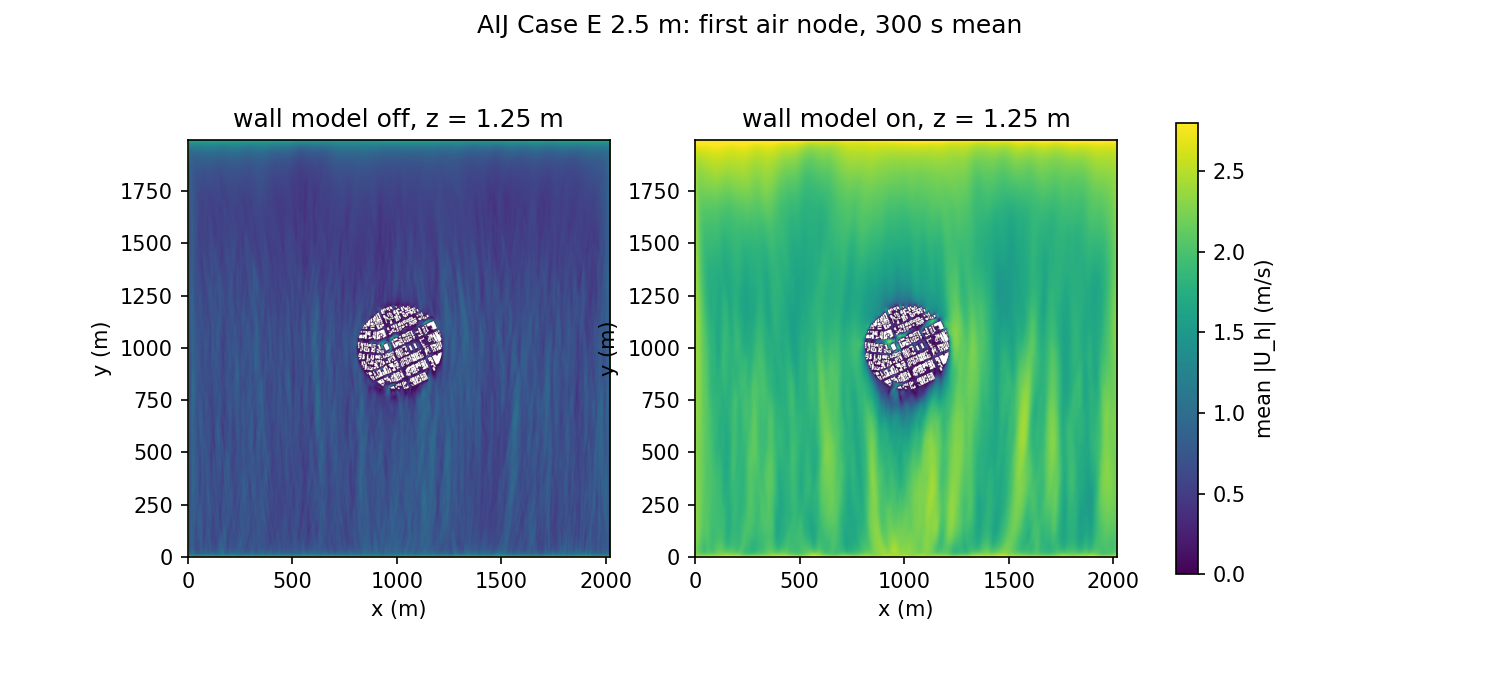 AIJ Case E 2.5 m: first air node, 300 s mean
wall model off, z = 1.25 m
y (m)
1750
1500
1250
1000
750
500
250
0
0 500 1000 1500 2000
x (m)
wall model on, z = 1.25 m
y (m)
1750
1500
1250
1000
750
500
250
0
0 500 1000 1500 2000
x (m)
2.5
2.0
1.5
1.0
0.5
0.0
mean |U_h| (m/s)